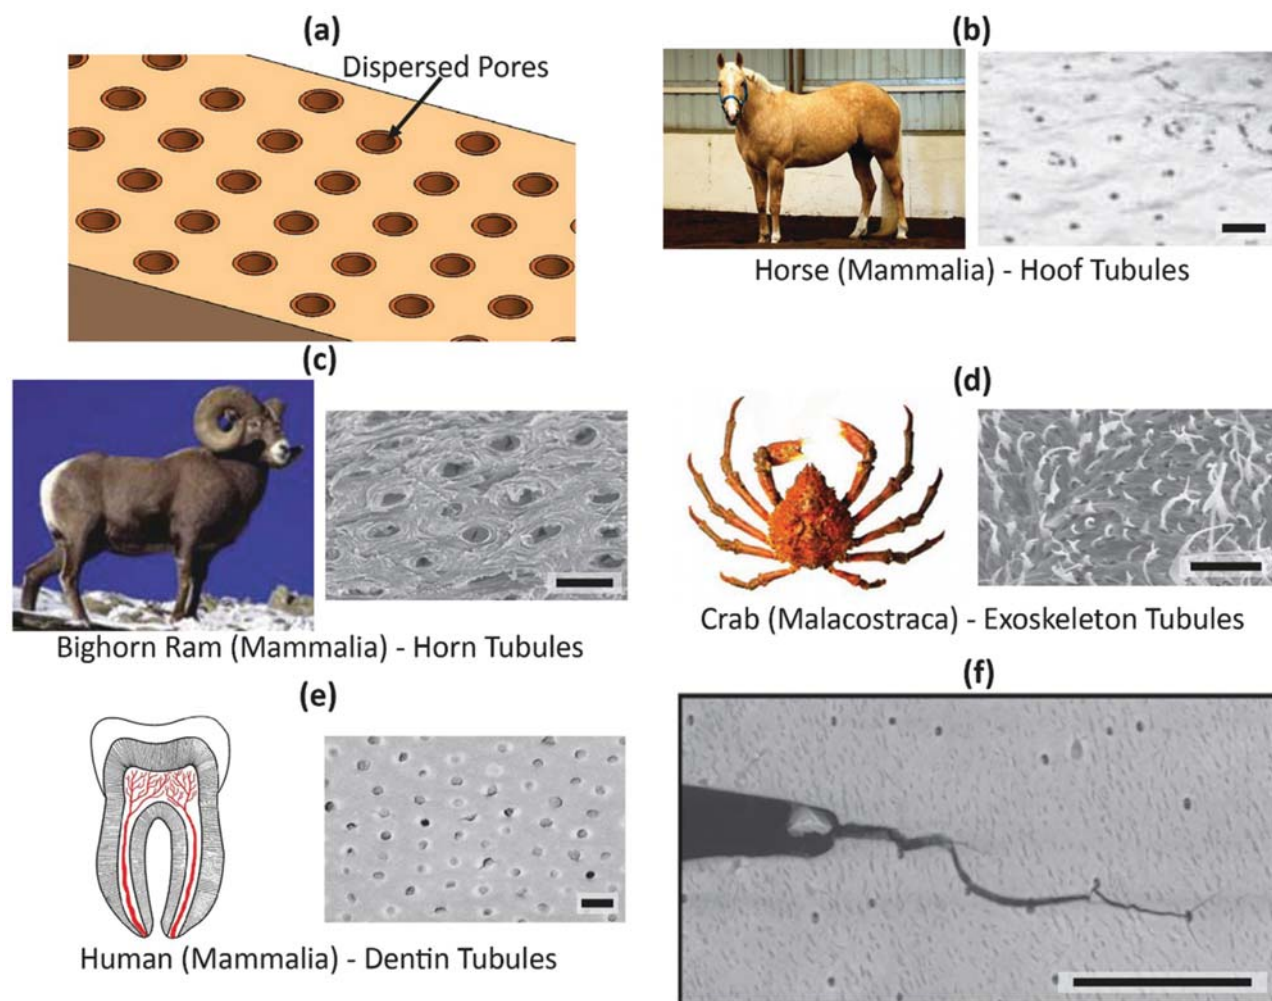 (a)
Dispersed Pores
(b)
Horse (Mammalia) - Hoof Tubules
(c)
Bighorn Ram (Mammalia) - Horn Tubules
(d)
Crab (Malacostraca) - Exoskeleton Tubules
(e)
Human (Mammalia) - Dentin Tubules
(f)